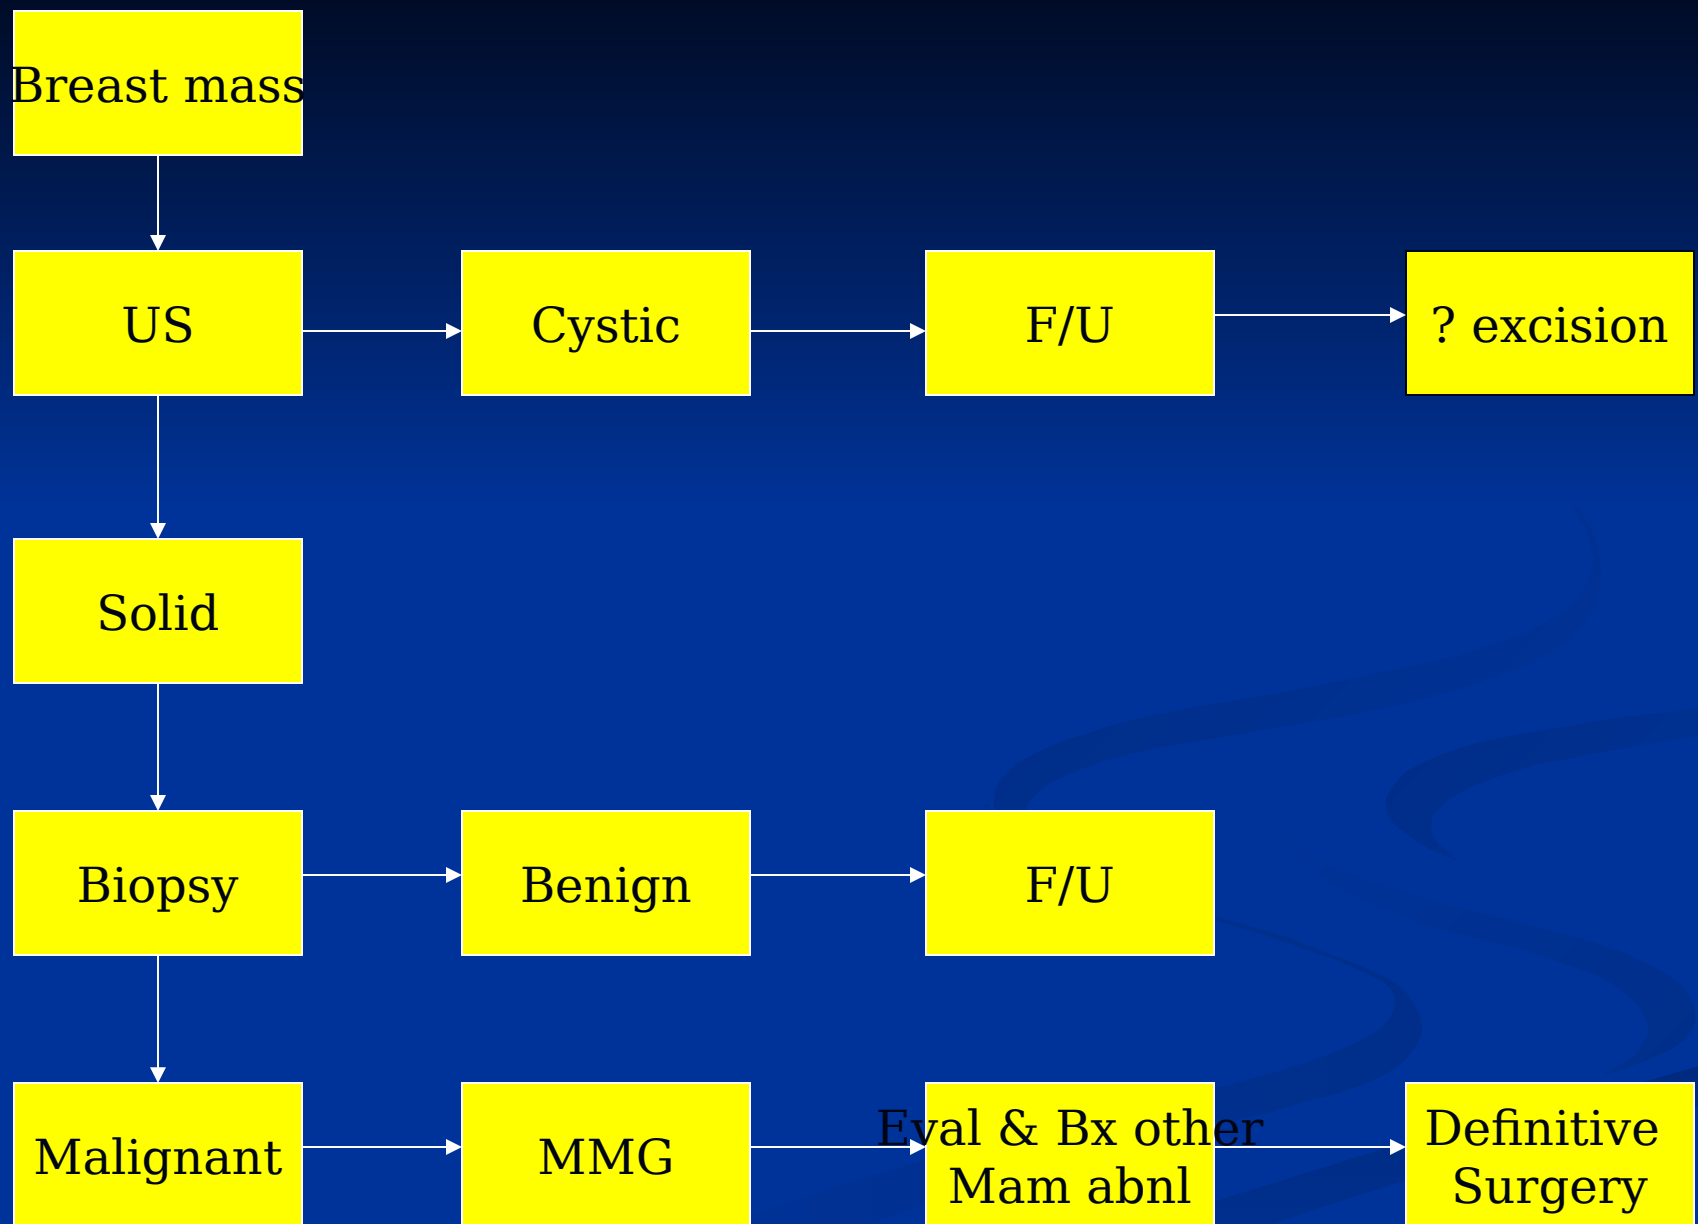 Breast mass
US
Cystic
F/U
? excision
Solid
Biopsy
Benign
F/U
Malignant
MMG
Eval & Bx other
Mam abnl
Definitive
Surgery